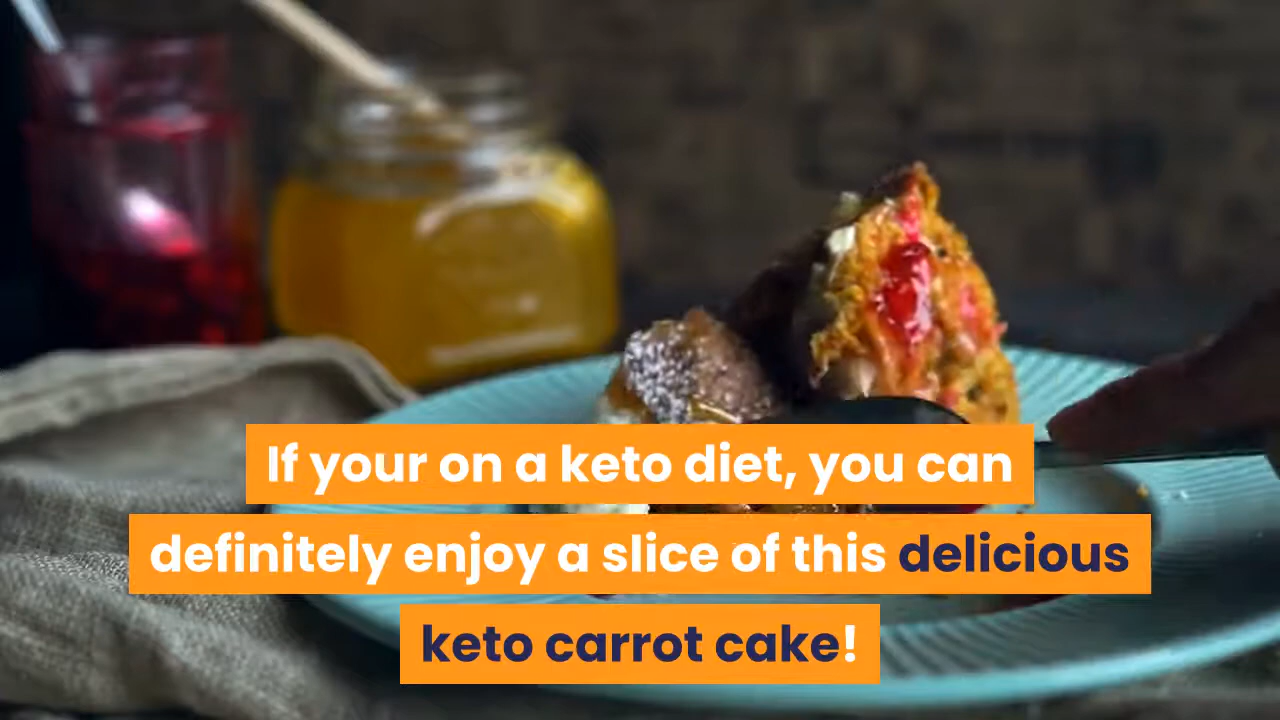 If your on a keto diet, you can
definitely enjoy a slice of this delicious
keto carrot cake!